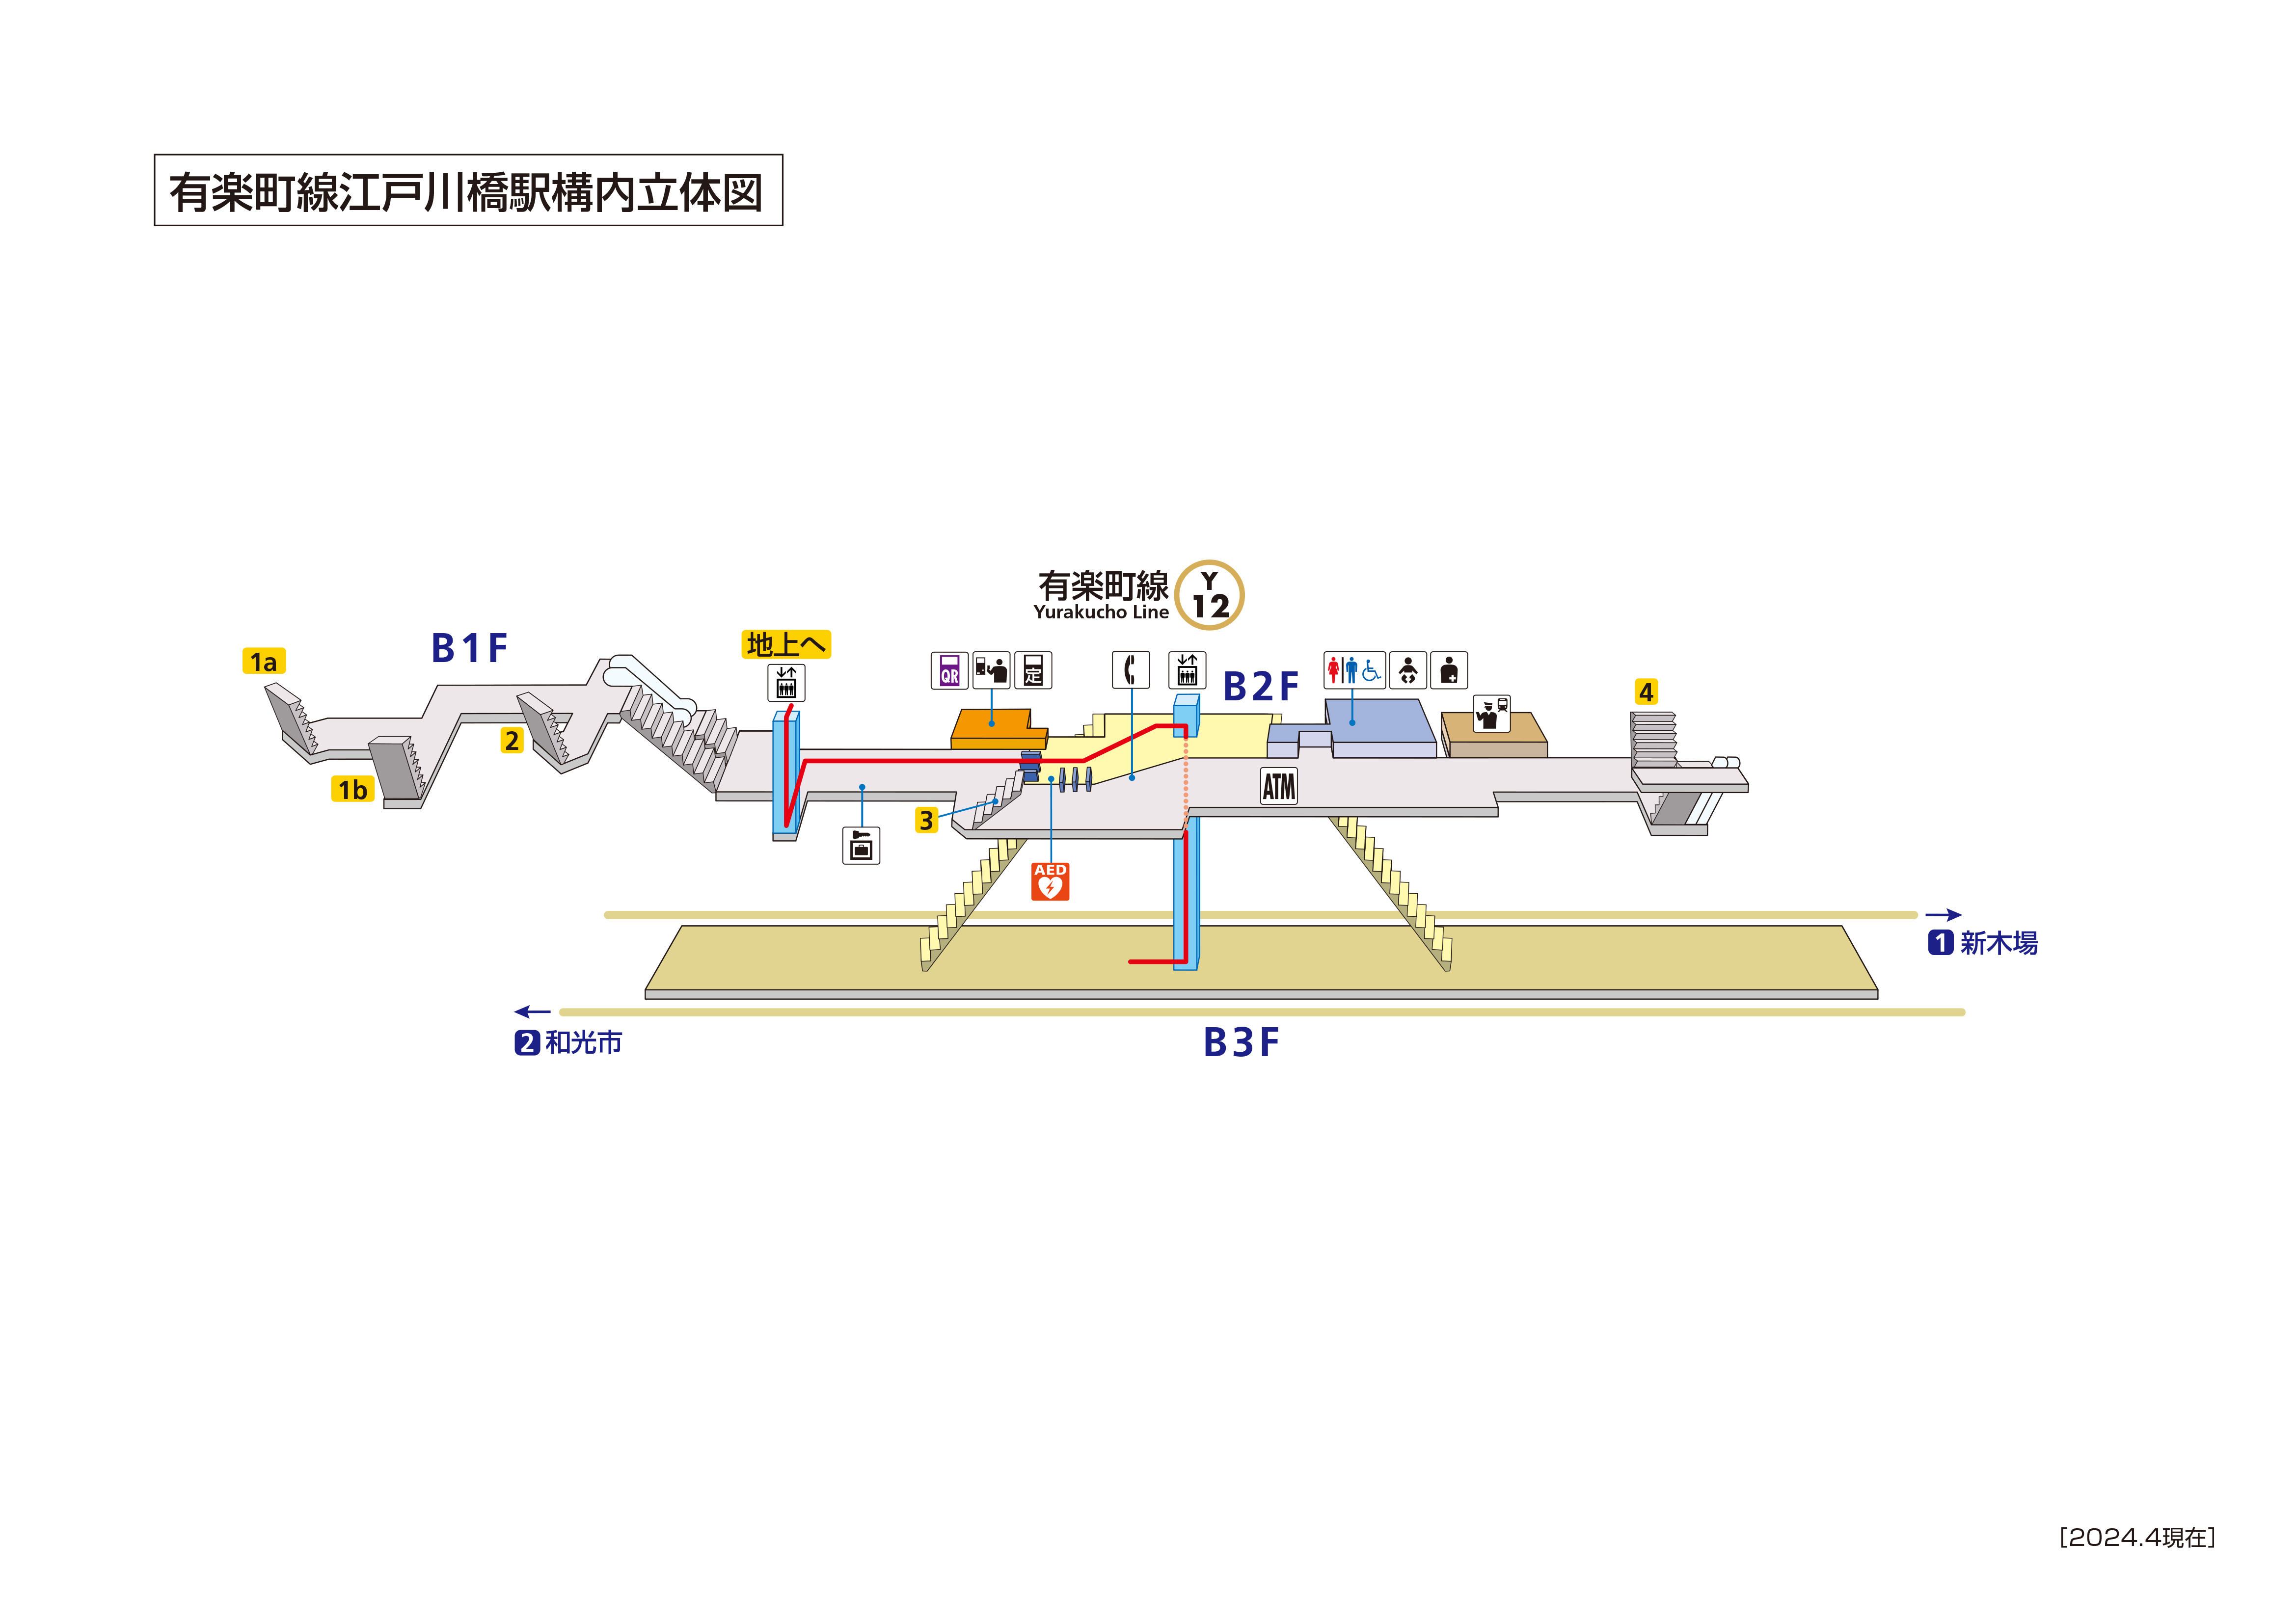 有楽町線江戸川橋駅構内立体図
有楽町線
Yurakucho Line
Y
12
B1F
地上へ
1a
QR
定
B2F
4
2
1b
ATM
3
AED
1 新木場
2 和光市
B3F
[2024.4現在]